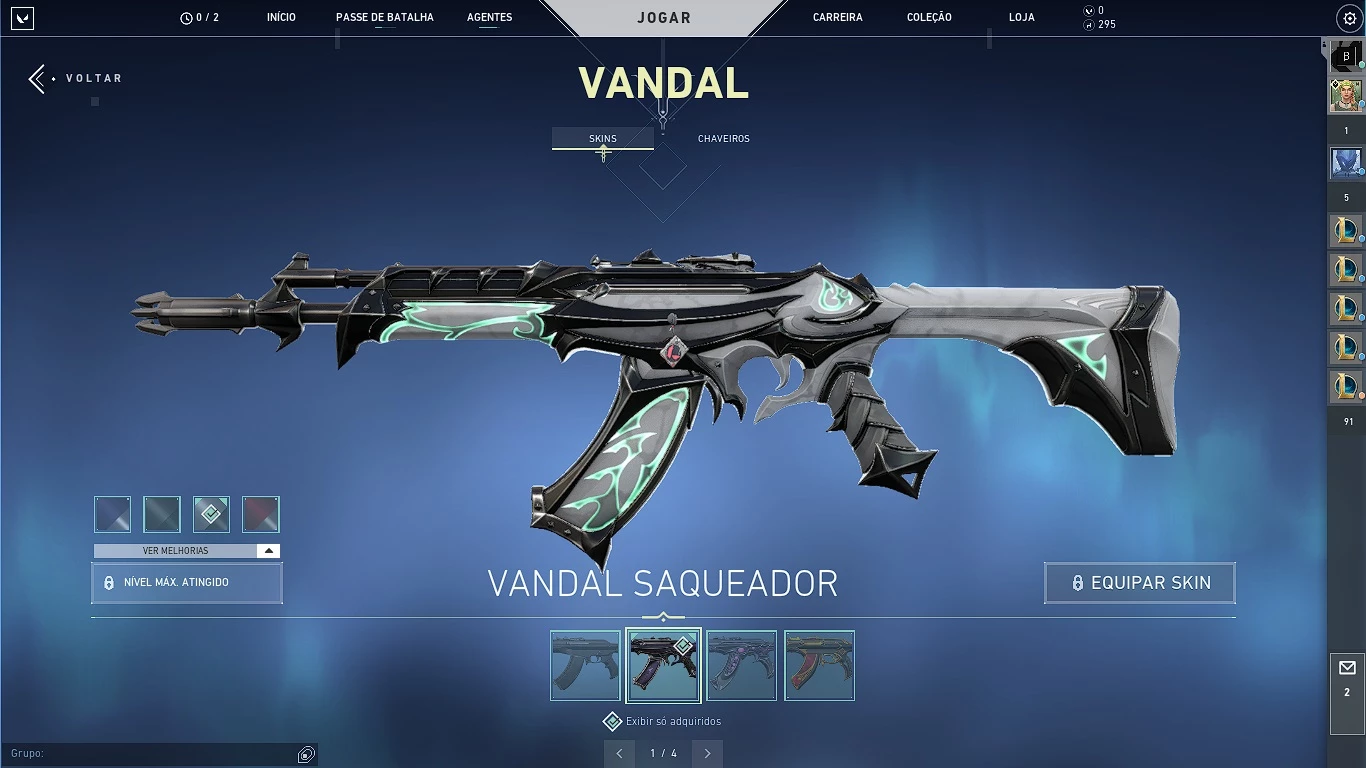 0 / 2
INÍCIO
PASSE DE BATALHA
AGENTES
JOGAR
CARREIRA
COLEÇÃO
LOJA
0
295
VOLTAR
VANDAL
SKINS
CHAVEIROS
B
1
5
91
VER MELHORIAS
NÍVEL MÁX. ATINGIDO
VANDAL SAQUEADOR
EQUIPAR SKIN
Exibir só adquiridos
2
Grupo:
1 / 4